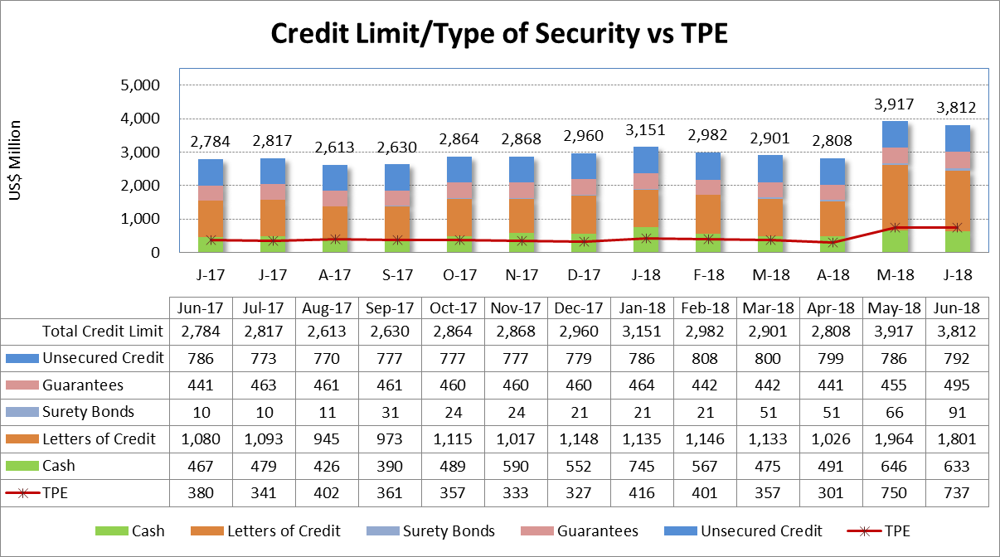 Credit Limit/Type of Security vs TPE
US$ Million
5,000
4,000
3,000
2,000
1,000
0
2,784 2,817 2,613 2,630 2,864 2,868 2,960 3,151 2,982 2,901 2,808 3,917 3,812
J-17 J-17 A-17 S-17 O-17 N-17 D-17 J-18 F-18 M-18 A-18 M-18 J-18
Jun-17 Jul-17 Aug-17 Sep-17 Oct-17 Nov-17 Dec-17 Jan-18 Feb-18 Mar-18 Apr-18 May-18 Jun-18
Total Credit Limit 2,784 2,817 2,613 2,630 2,864 2,868 2,960 3,151 2,982 2,901 2,808 3,917 3,812
Unsecured Credit 786 773 770 777 777 777 779 786 808 800 799 786 792
Guarantees 441 463 461 461 460 460 460 464 442 442 441 455 495
Surety Bonds 10 10 11 31 24 24 21 21 21 51 51 66 91
Letters of Credit 1,080 1,093 945 973 1,115 1,017 1,148 1,135 1,146 1,133 1,026 1,964 1,801
Cash 467 479 426 390 489 590 552 745 567 475 491 646 633
TPE 380 341 402 361 357 333 327 416 401 357 301 750 737
Cash Letters of Credit Surety Bonds Guarantees Unsecured Credit TPE